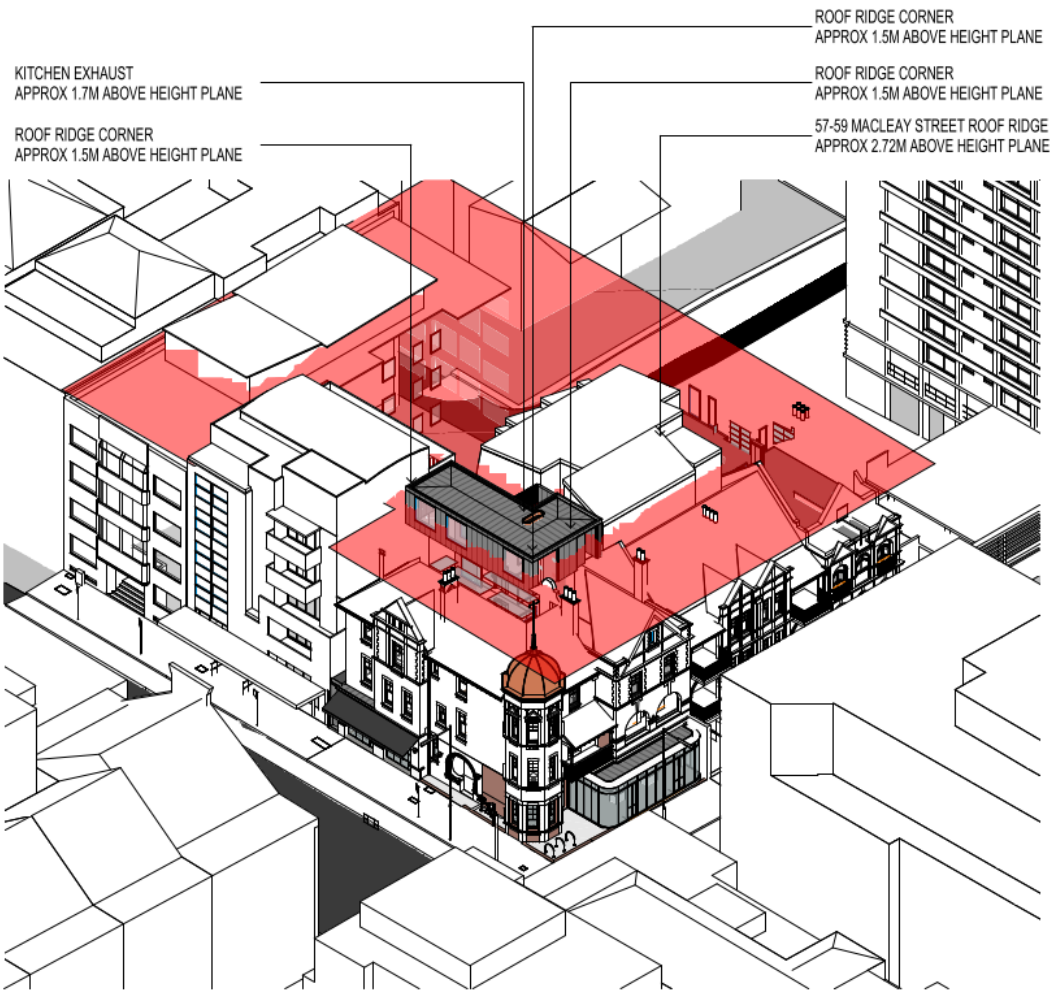 ROOF RIDGE CORNER
APPROX 1.5M ABOVE HEIGHT PLANE
KITCHEN EXHAUST
APPROX 1.7M ABOVE HEIGHT PLANE
ROOF RIDGE CORNER
APPROX 1.5M ABOVE HEIGHT PLANE
ROOF RIDGE CORNER
APPROX 1.5M ABOVE HEIGHT PLANE
57-59 MACLEAY STREET ROOF RIDGE
APPROX 2.72M ABOVE HEIGHT PLANE